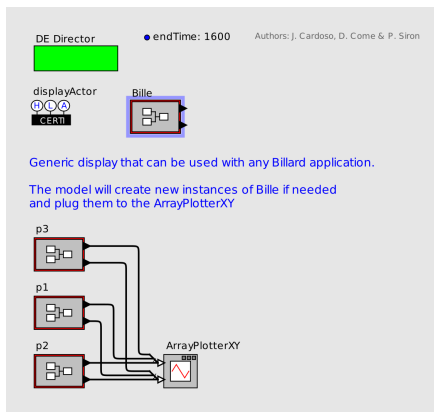 DE Director
endTime: 1600
Authors: J. Cardoso, D. Come & P. Siron
displayActor
H L A
CERTI
Bille
Generic display that can be used with any Billard application.
The model will create new instances of Bille if needed
and plug them to the ArrayPlotterXY
p3
p1
p2
ArrayPlotterXY